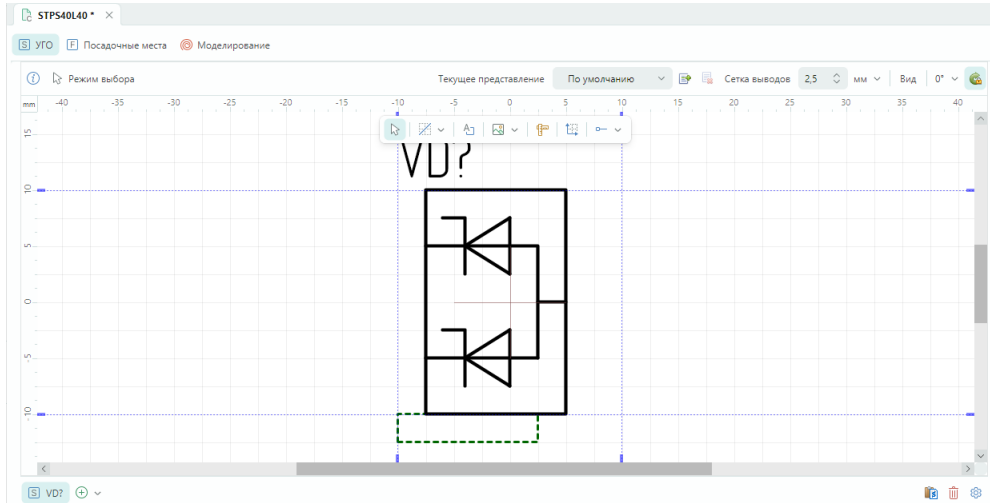 STPS40L40 *
УГО Посадочные места Моделирование
Режим выбора Текущее представление По умолчанию Сетка выводов 2,5 мм Вид 0°
mm -40 -35 -30 -25 -20 -15 -10 -5 0 5 10 15 20 25 30 35 40
15
VD?
10
5
0
-5
-10
VD?